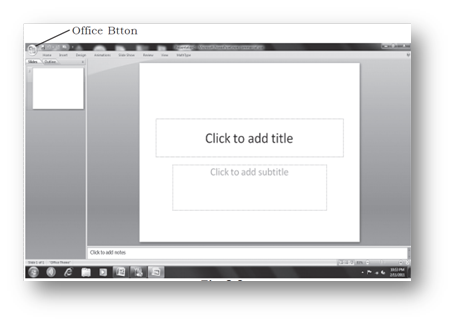 Office Btton
Home Insert Design Animations Slide Show Review View
Slides Outline
Click to add title
Click to add subtitle
Click to add notes
Slide 1 of 1 "Office Theme"